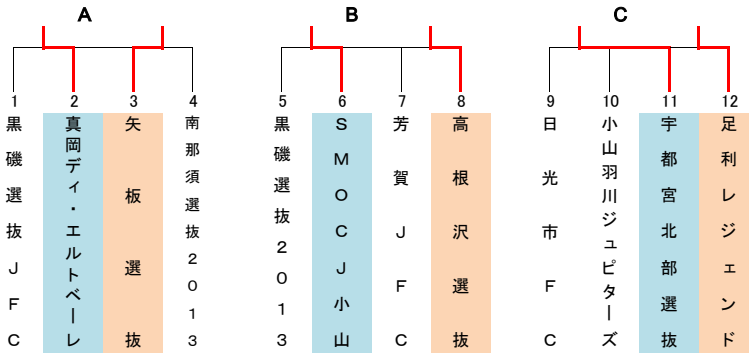 A
B
C
1
2
3
4
5
6
7
8
9
10
11
12
黒磯選抜JFC
真岡ディ・エルトベーレ
矢板選抜
南那須選抜2013
黒磯選抜2013
SMOCJ小山
芳賀JFC
高根沢選抜
日光市FC
小山羽川ジュピターズ
宇都宮北部選抜
足利レジェンド